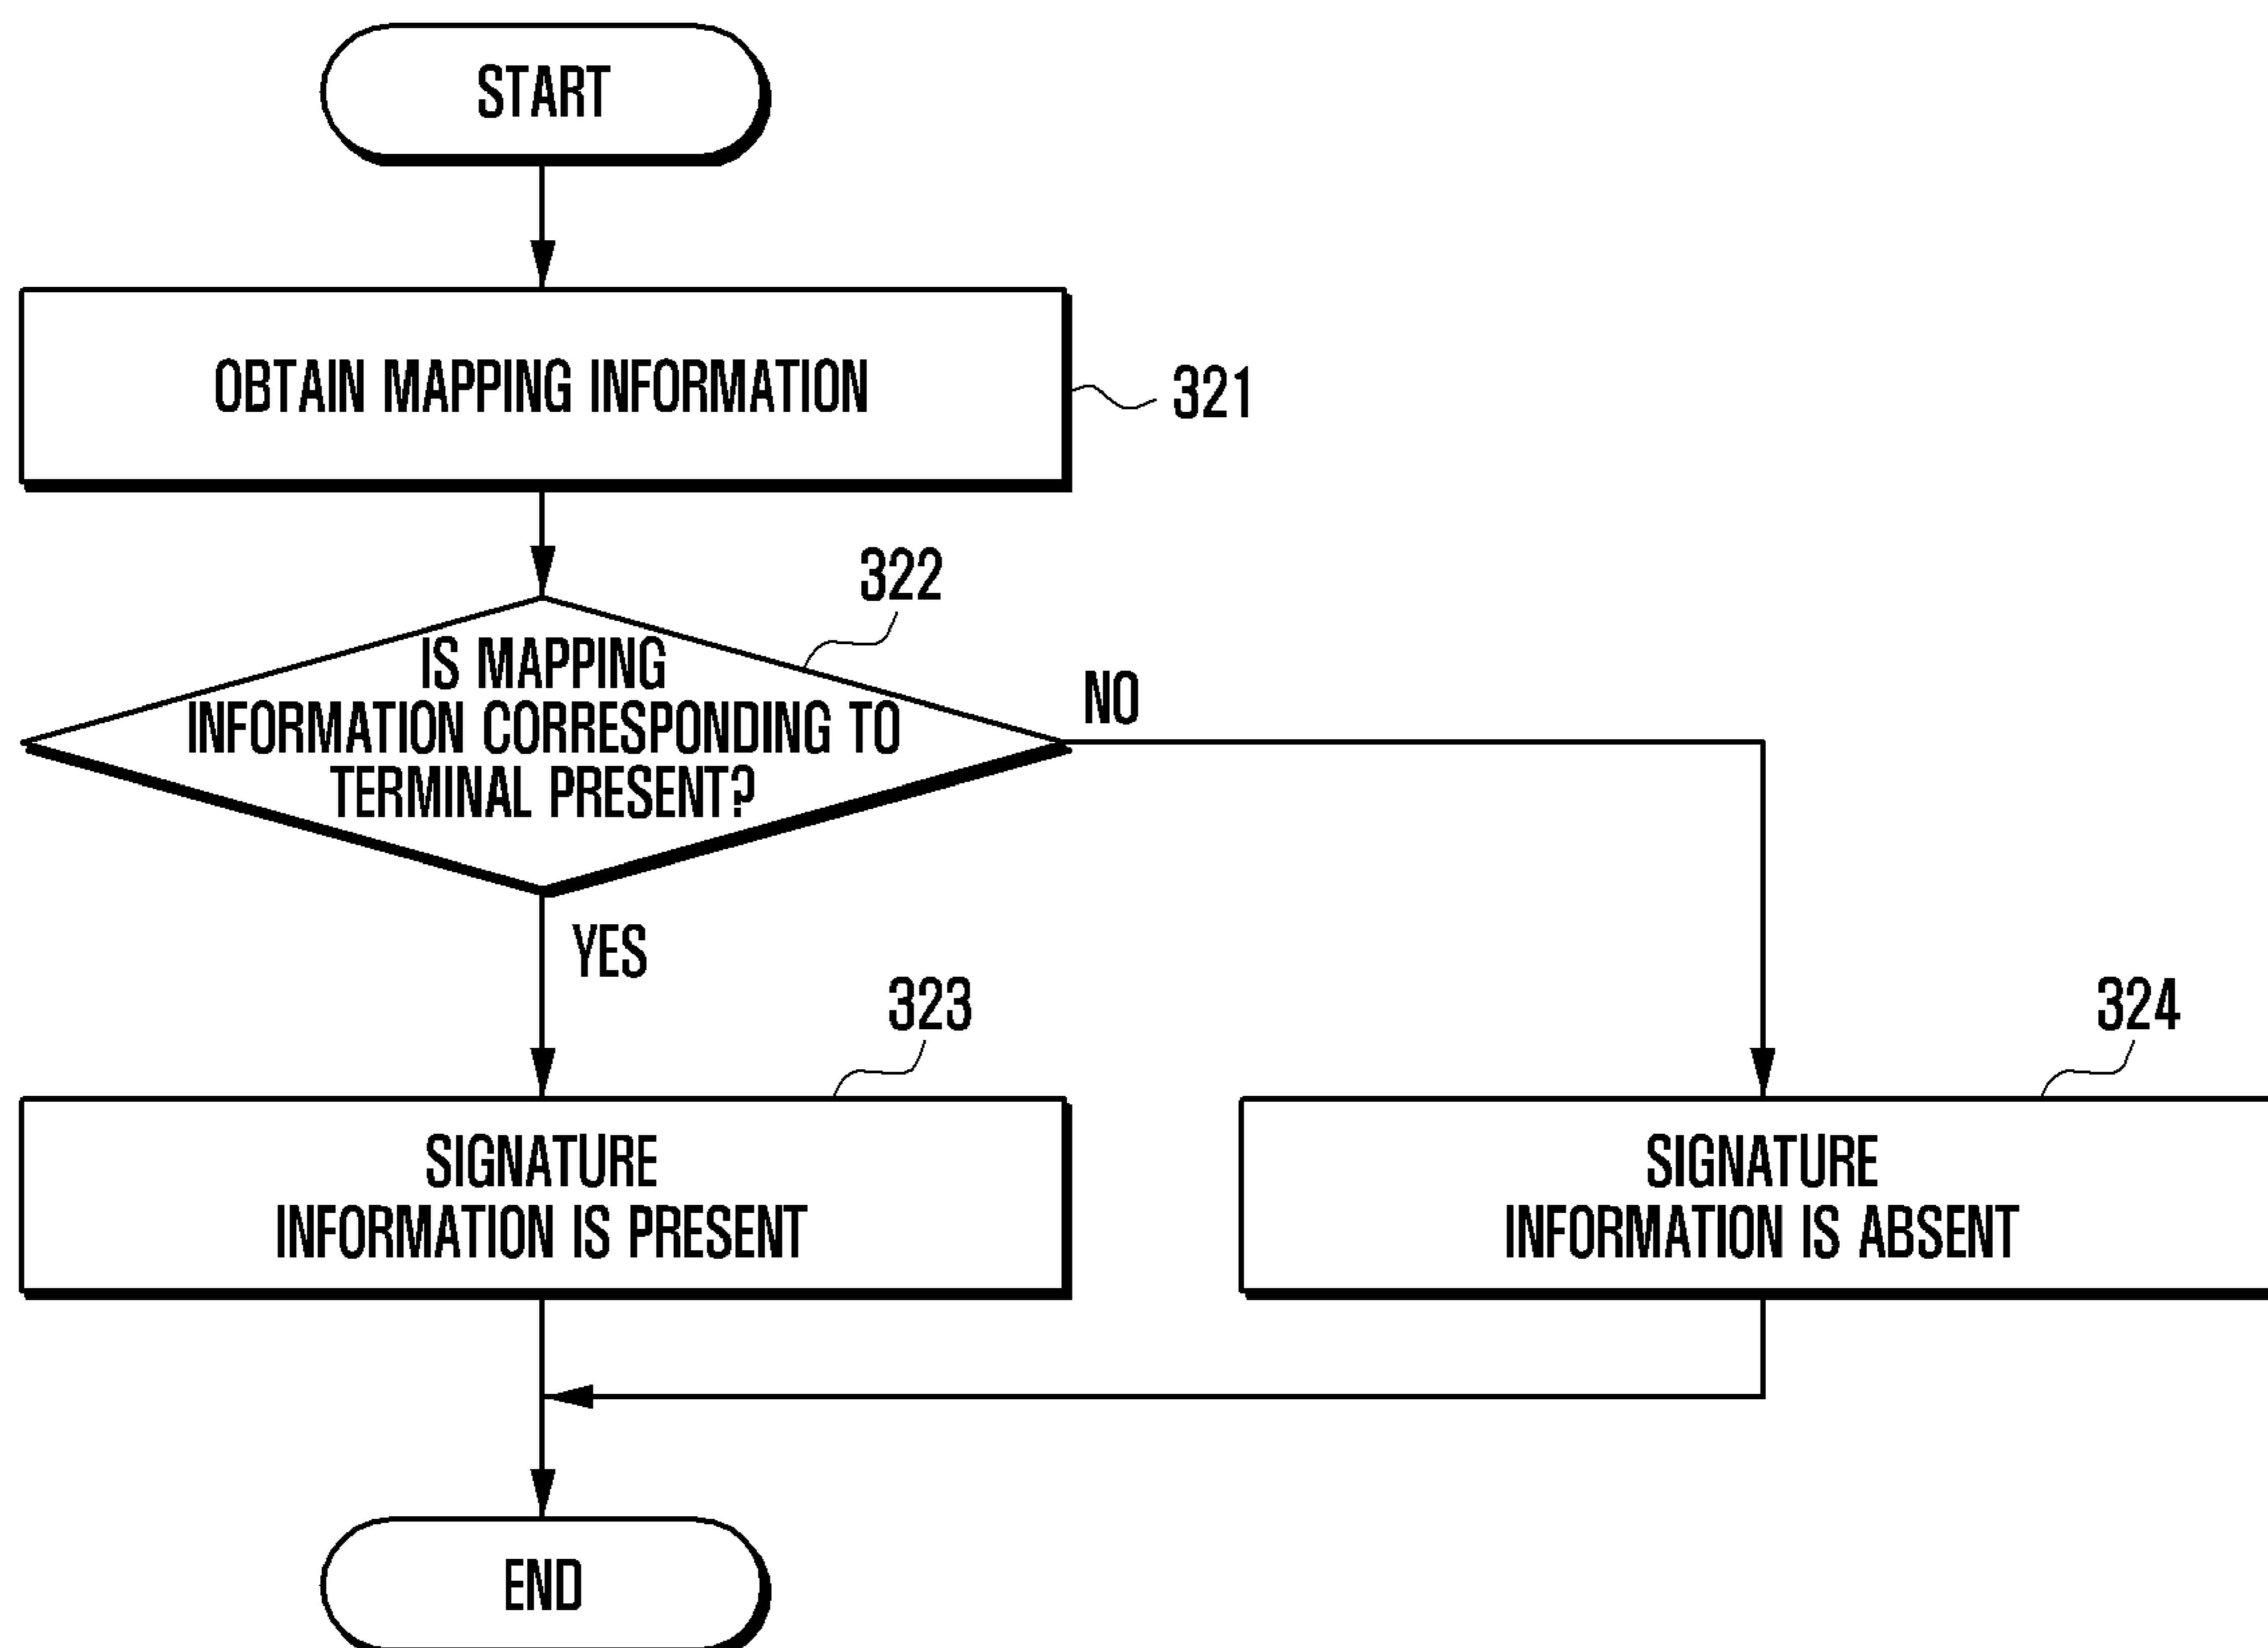 START
OBTAIN MAPPING INFORMATION
321
322
IS MAPPING
INFORMATION CORRESPONDING TO
TERMINAL PRESENT?
NO
YES
323
SIGNATURE
INFORMATION IS PRESENT
324
SIGNATURE
INFORMATION IS ABSENT
END